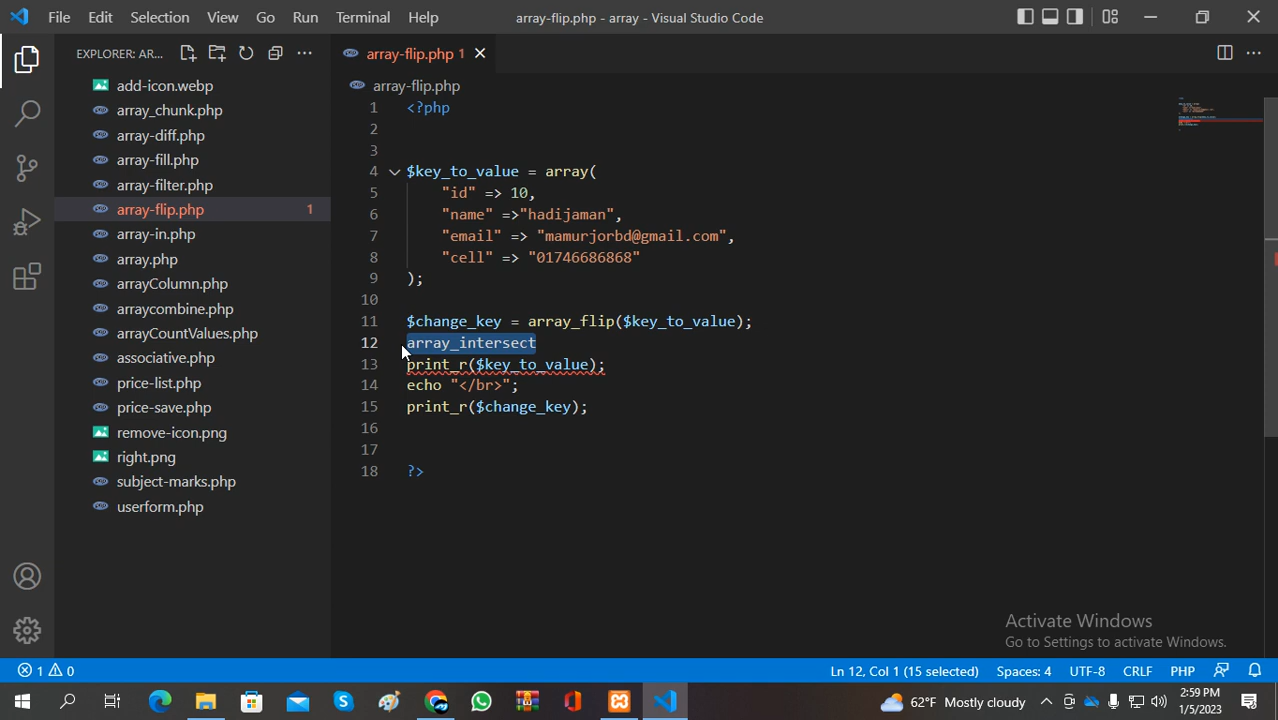 File Edit Selection View Go Run Terminal Help array-flip.php - array - Visual Studio Code
EXPLORER: AR... array-flip.php 1
add-icon.webp
array_chunk.php
array-diff.php
array-fill.php
array-filter.php
array-flip.php 1
array-in.php
array.php
arrayColumn.php
arraycombine.php
arrayCountValues.php
associative.php
price-list.php
price-save.php
remove-icon.png
right.png
subject-marks.php
userform.php
array-flip.php
1 <?php
2
3
4 $key_to_value = array(
5 "id" => 10,
6 "name" =>"hadijaman",
7 "email" => "mamurjorbd@gmail.com",
8 "cell" => "01746686868"
9 );
10
11 $change_key = array_flip($key_to_value);
12 array_intersect
13 print_r($key_to_value);
14 echo "</br>";
15 print_r($change_key);
16
17
18 ?>
Activate Windows
Go to Settings to activate Windows.
1 0 Ln 12, Col 1 (15 selected) Spaces: 4 UTF-8 CRLF PHP
62°F Mostly cloudy 2:59 PM
1/5/2023